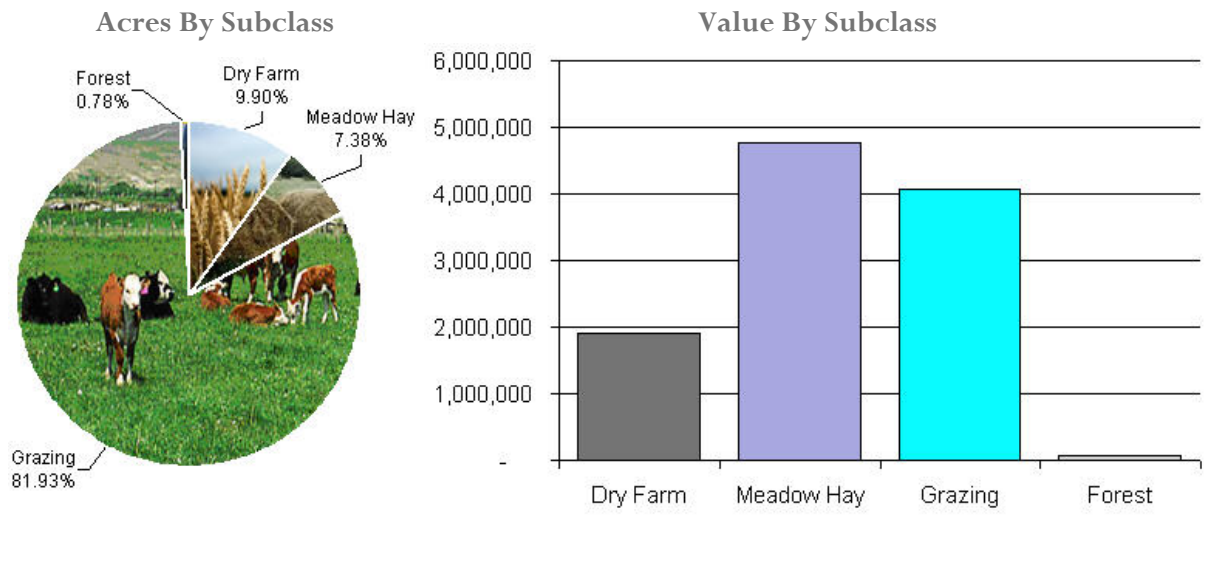 Acres By Subclass
Forest
0.78%
Dry Farm
9.90%
Meadow Hay
7.38%
Grazing
81.93%
Value By Subclass
6,000,000
5,000,000
4,000,000
3,000,000
2,000,000
1,000,000
-
Dry Farm Meadow Hay Grazing Forest